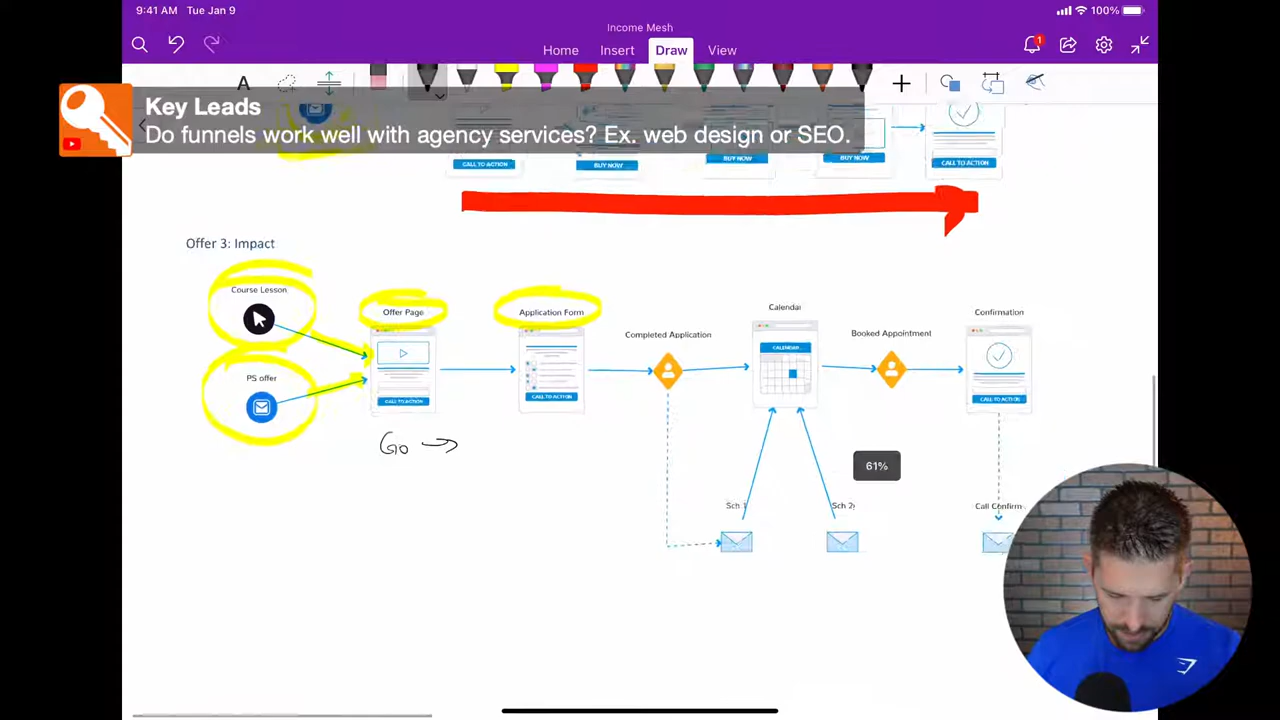 9:41 AM Tue Jan 9
100%
Income Mesh
Home Insert Draw View
1
A
Key Leads
Do funnels work well with agency services? Ex. web design or SEO.
CALL TO ACTION
BUY NOW
BUY NOW
BUY NOW
CALL TO ACTION
Offer 3: Impact
Course Lesson
Offer Page
Application Form
Calendar
Confirmation
Completed Application
Booked Appointment
CALENDAR
PS offer
CALL TO ACTION
CALL TO ACTION
CALL TO ACTION
Go →
61%
Sch 1
Sch 2
Call Confirm